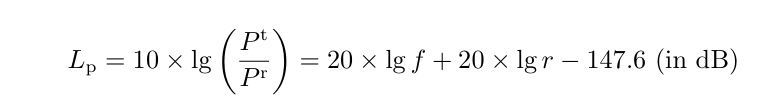 L_p = 10 × lg (P^t / P^r) = 20 × lg f + 20 × lg r − 147.6 (in dB)